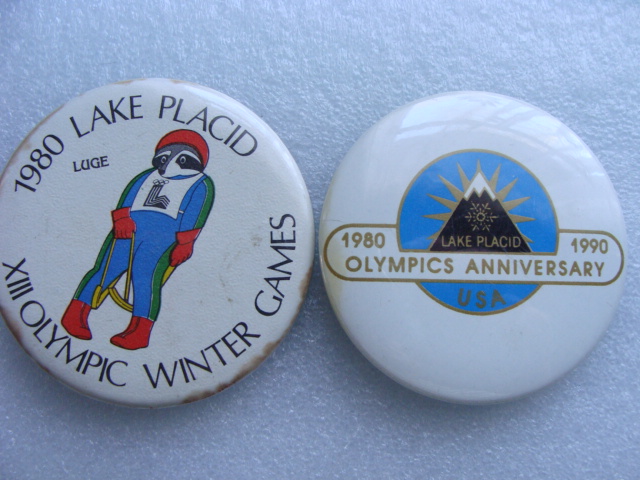 1980 LAKE PLACID
LUGE
XIII OLYMPIC WINTER GAMES
1980 LAKE PLACID 1990
OLYMPICS ANNIVERSARY
USA